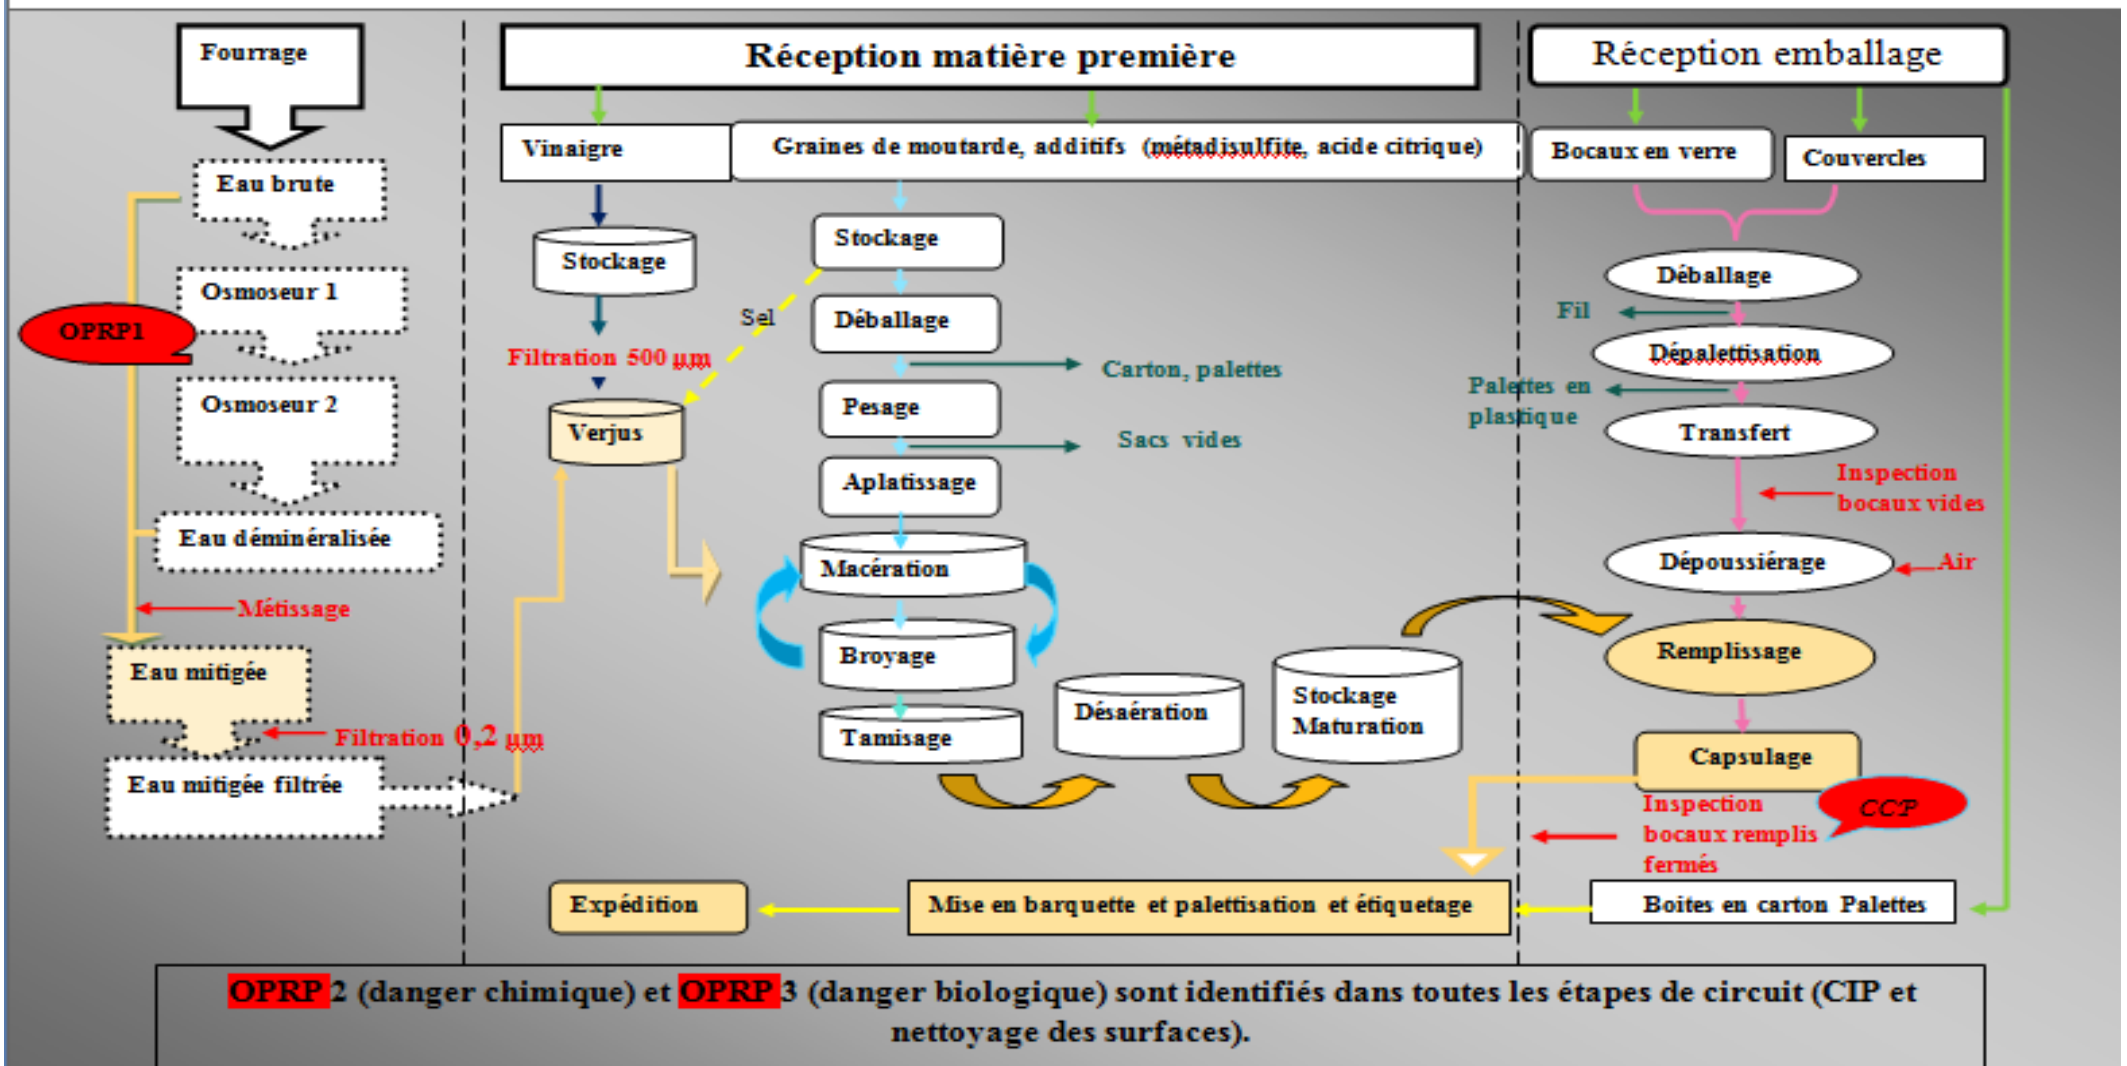 Fourrage
Eau brute
Osmoseur 1
OPRP1
Osmoseur 2
Eau déminéralisée
Métissage
Eau mitigée
Filtration 0,2 µm
Eau mitigée filtrée
Réception matière première
Vinaigre
Graines de moutarde, additifs (métadisulfite, acide citrique)
Stockage
Filtration 500 µm
Verjus
Sel
Stockage
Déballage
Carton, palettes
Pesage
Sacs vides
Aplatissage
Macération
Broyage
Tamisage
Désaération
Stockage
Maturation
Réception emballage
Bocaux en verre
Couvercles
Déballage
Fil
Dépalettisation
Palettes en
plastique
Transfert
Inspection
bocaux vides
Dépoussiérage
Air
Remplissage
Capsulage
CCP
Inspection
bocaux remplis
fermés
Boites en carton Palettes
Mise en barquette et palettisation et étiquetage
Expédition
OPRP 2 (danger chimique) et OPRP 3 (danger biologique) sont identifiés dans toutes les étapes de circuit (CIP et
nettoyage des surfaces).